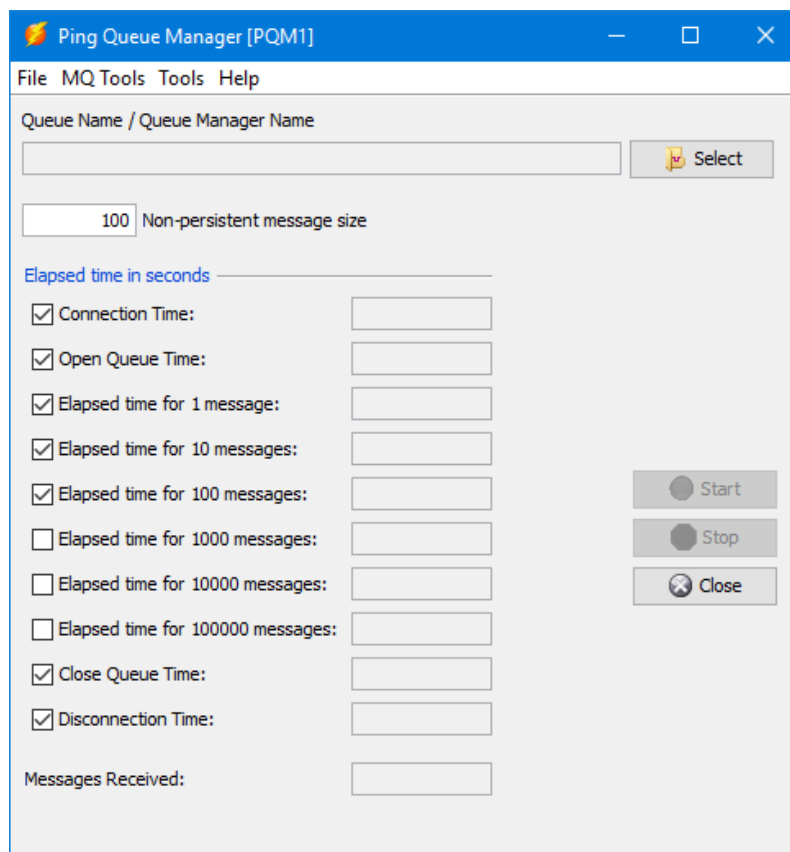 Ping Queue Manager [PQM1]
File MQ Tools Tools Help
Queue Name / Queue Manager Name
Select
100 Non-persistent message size
Elapsed time in seconds
Connection Time:
Open Queue Time:
Elapsed time for 1 message:
Elapsed time for 10 messages:
Elapsed time for 100 messages:
Start
Elapsed time for 1000 messages:
Stop
Elapsed time for 10000 messages:
Close
Elapsed time for 100000 messages:
Close Queue Time:
Disconnection Time:
Messages Received: